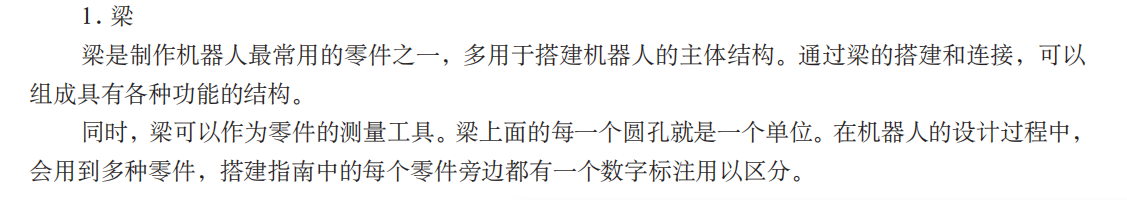 1. 梁
梁是制作机器人最常用的零件之一，多用于搭建机器人的主体结构。通过梁的搭建和连接，可以
组成具有各种功能的结构。
同时，梁可以作为零件的测量工具。梁上面的每一个圆孔就是一个单位。在机器人的设计过程中，
会用到多种零件，搭建指南中的每个零件旁边都有一个数字标注用以区分。